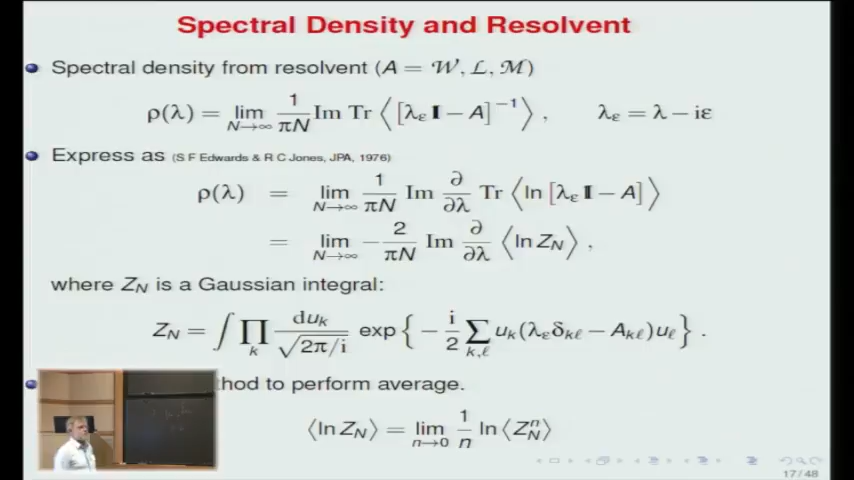 Spectral Density and Resolvent
Spectral density from resolvent (A = 𝒲, ℒ, ℳ)
ρ(λ) = lim_{N→∞} 1/(πN) Im Tr ⟨[λ_ε 𝐈 − A]^{−1}⟩ , λ_ε = λ − iε
Express as (S F Edwards & R C Jones, JPA, 1976)
ρ(λ) = lim_{N→∞} 1/(πN) Im ∂/∂λ Tr ⟨ln [λ_ε 𝐈 − A]⟩
= lim_{N→∞} − 2/(πN) Im ∂/∂λ ⟨ln Z_N⟩ ,
where Z_N is a Gaussian integral:
Z_N = ∫ ∏_k du_k/√(2π/i) exp{ − i/2 ∑_{k,ℓ} u_k(λ_ε δ_{kℓ} − A_{kℓ})u_ℓ } .
to perform average.
⟨ln Z_N⟩ = lim_{n→0} 1/n ln ⟨Z_N^n⟩
17/48